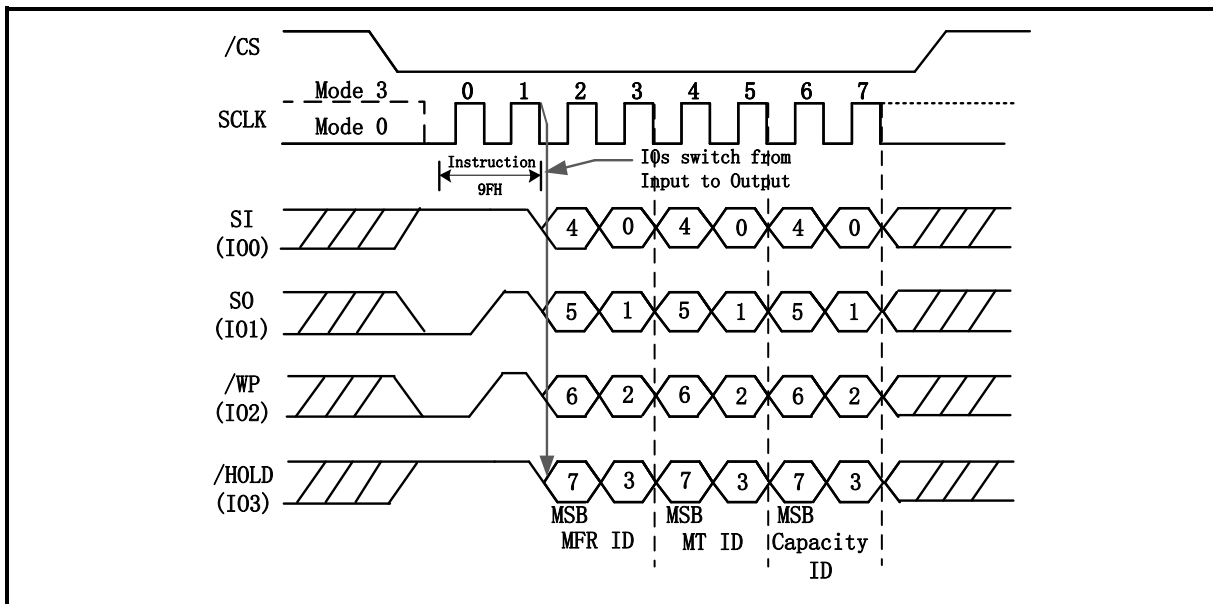 /CS
Mode 3
0 1 2 3 4 5 6 7
SCLK
Mode 0
Instruction
9FH
IOs switch from
Input to Output
SI
(IO0)
4 0 4 0 4 0
SO
(IO1)
5 1 5 1 5 1
/WP
(IO2)
6 2 6 2 6 2
/HOLD
(IO3)
7 3 7 3 7 3
MSB MSB MSB
MFR ID MT ID Capacity
ID